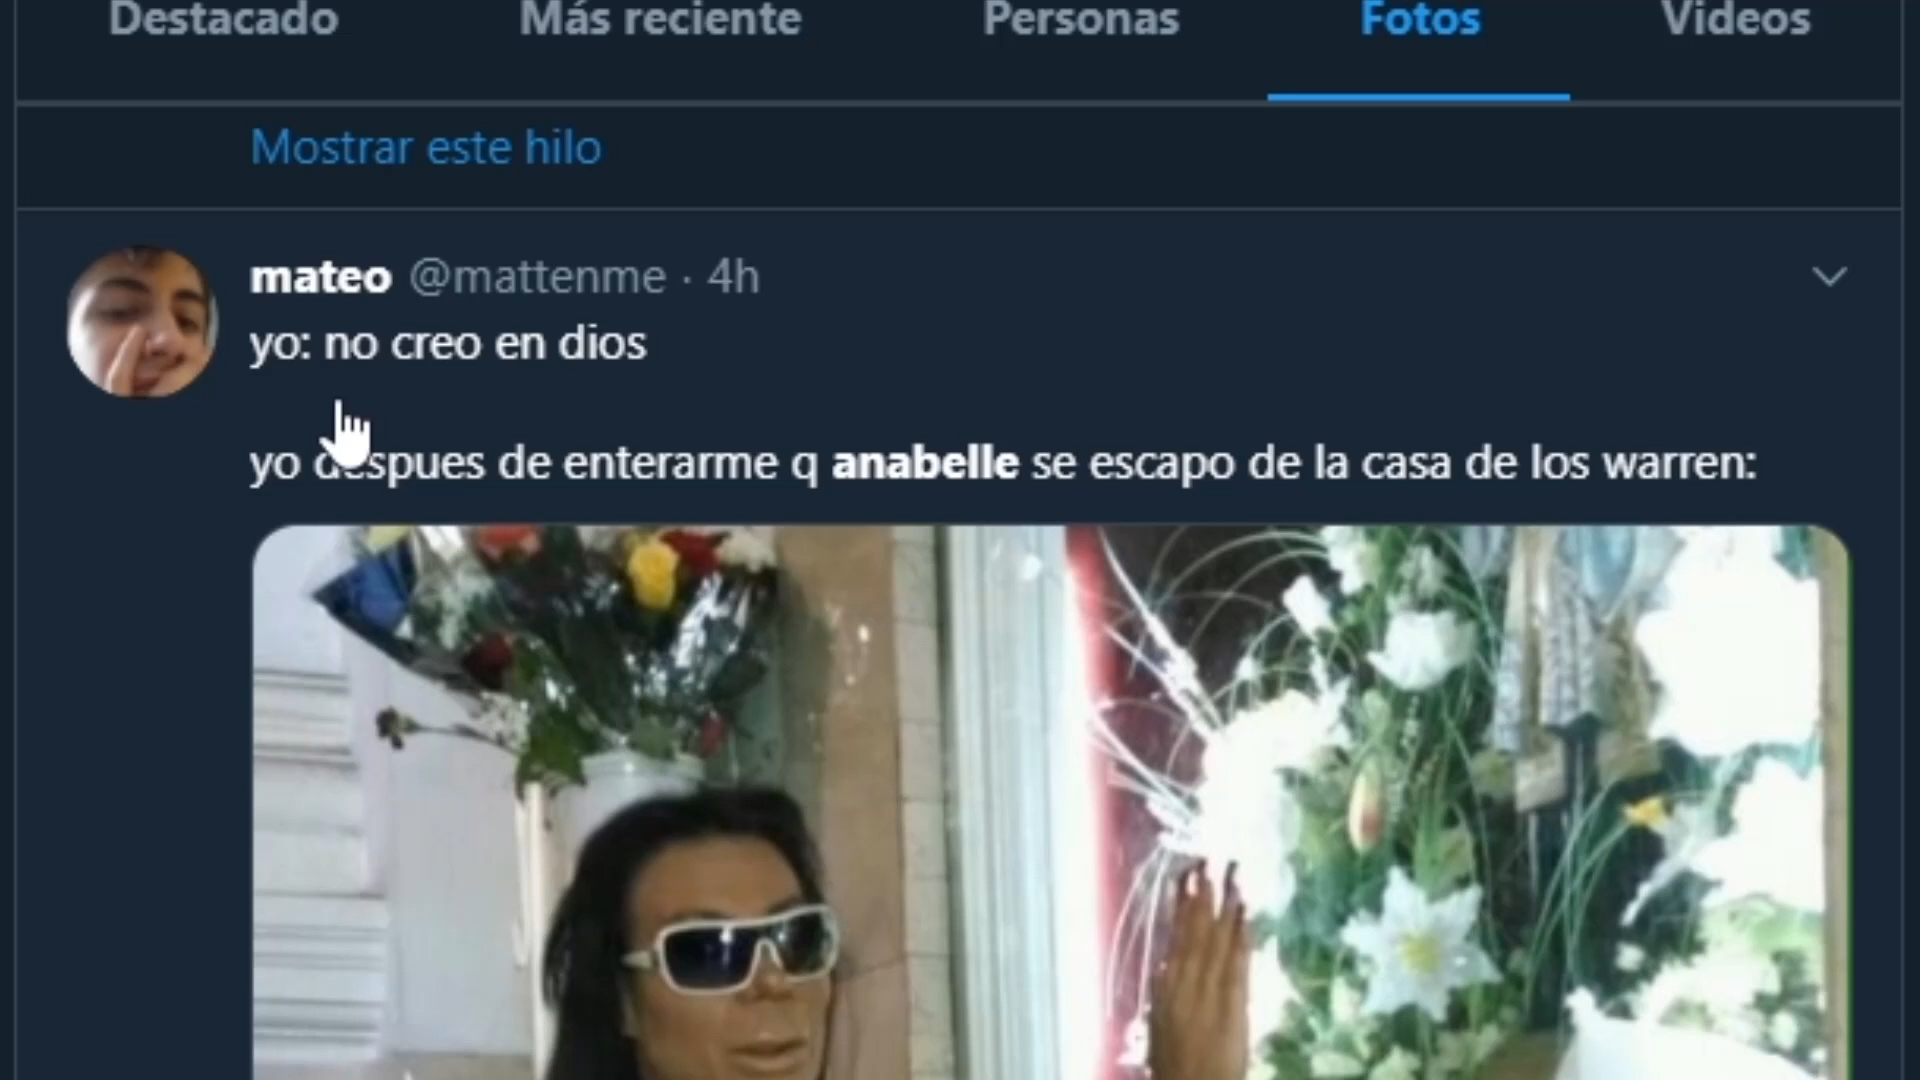 Destacado Más reciente Personas Fotos Videos
Mostrar este hilo
mateo @mattenme · 4h
yo: no creo en dios
yo despues de enterarme q anabelle se escapo de la casa de los warren: